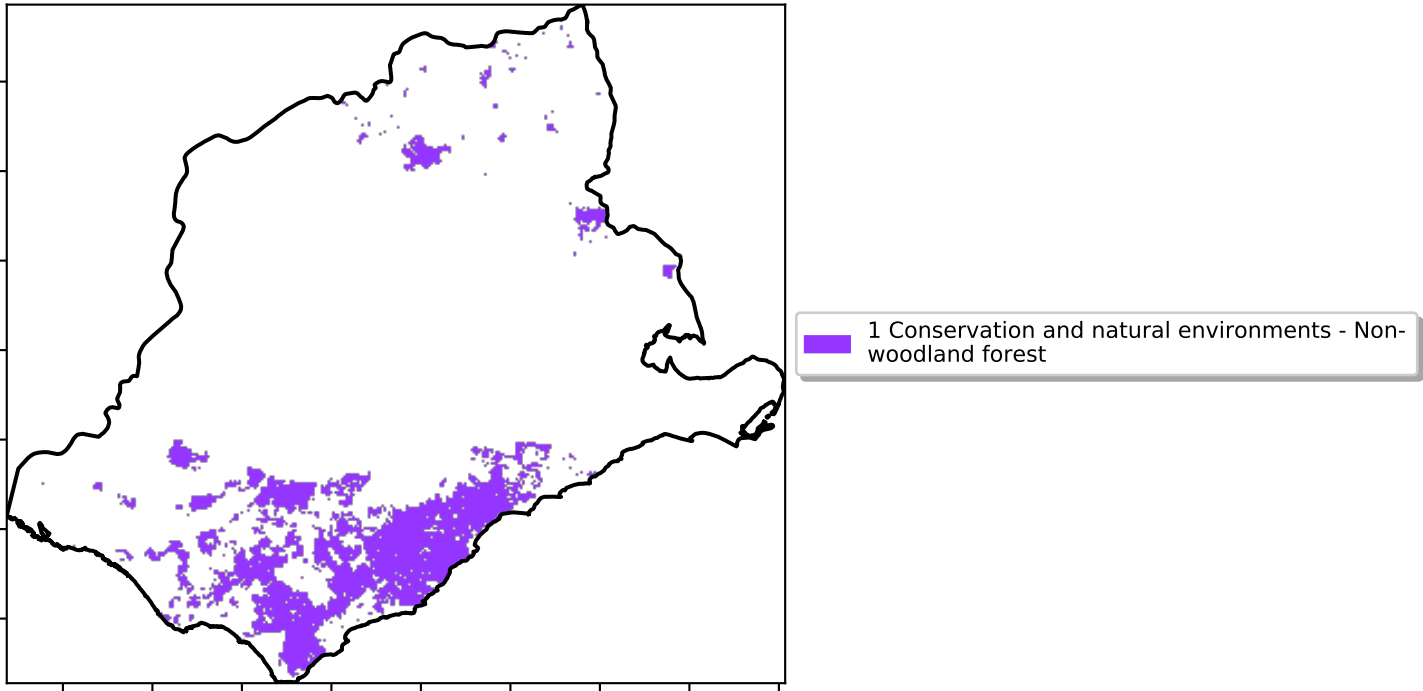 1 Conservation and natural environments - Non-
woodland forest